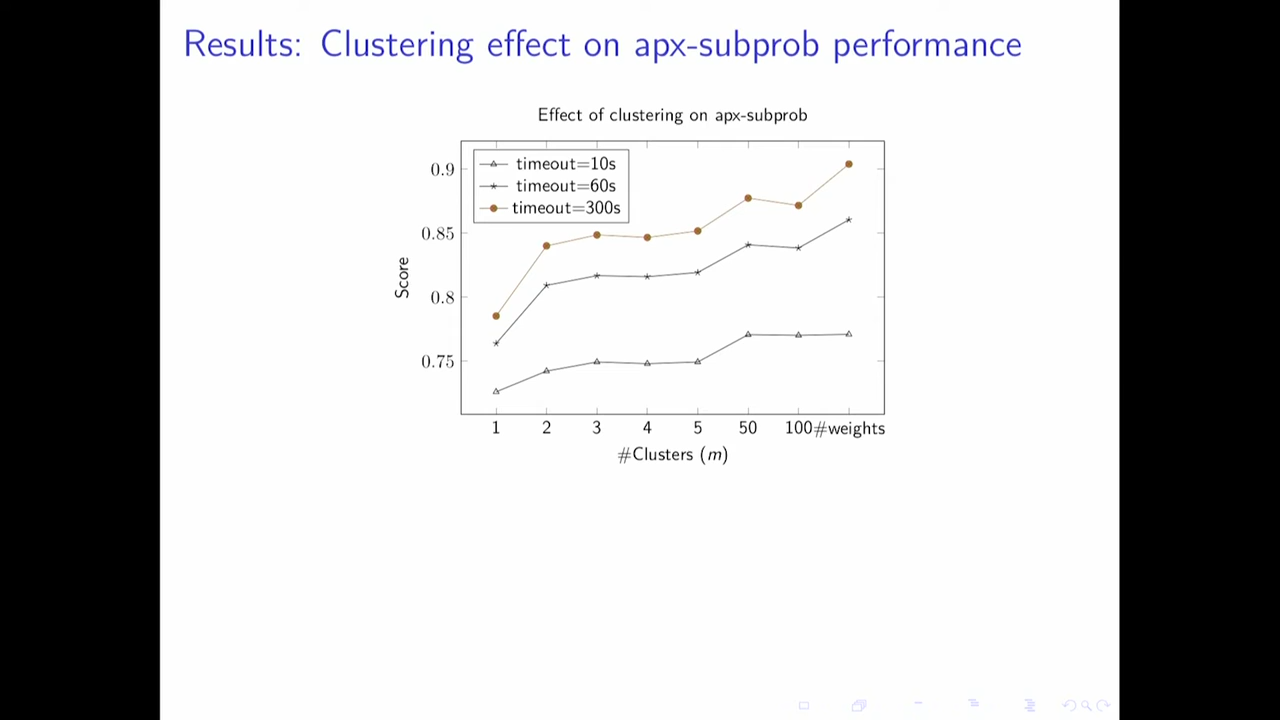 Results: Clustering effect on apx-subprob performance
Effect of clustering on apx-subprob
timeout=10s
timeout=60s
timeout=300s
0.9
0.85
0.8
0.75
Score
1 2 3 4 5 50 100 #weights
#Clusters (m)